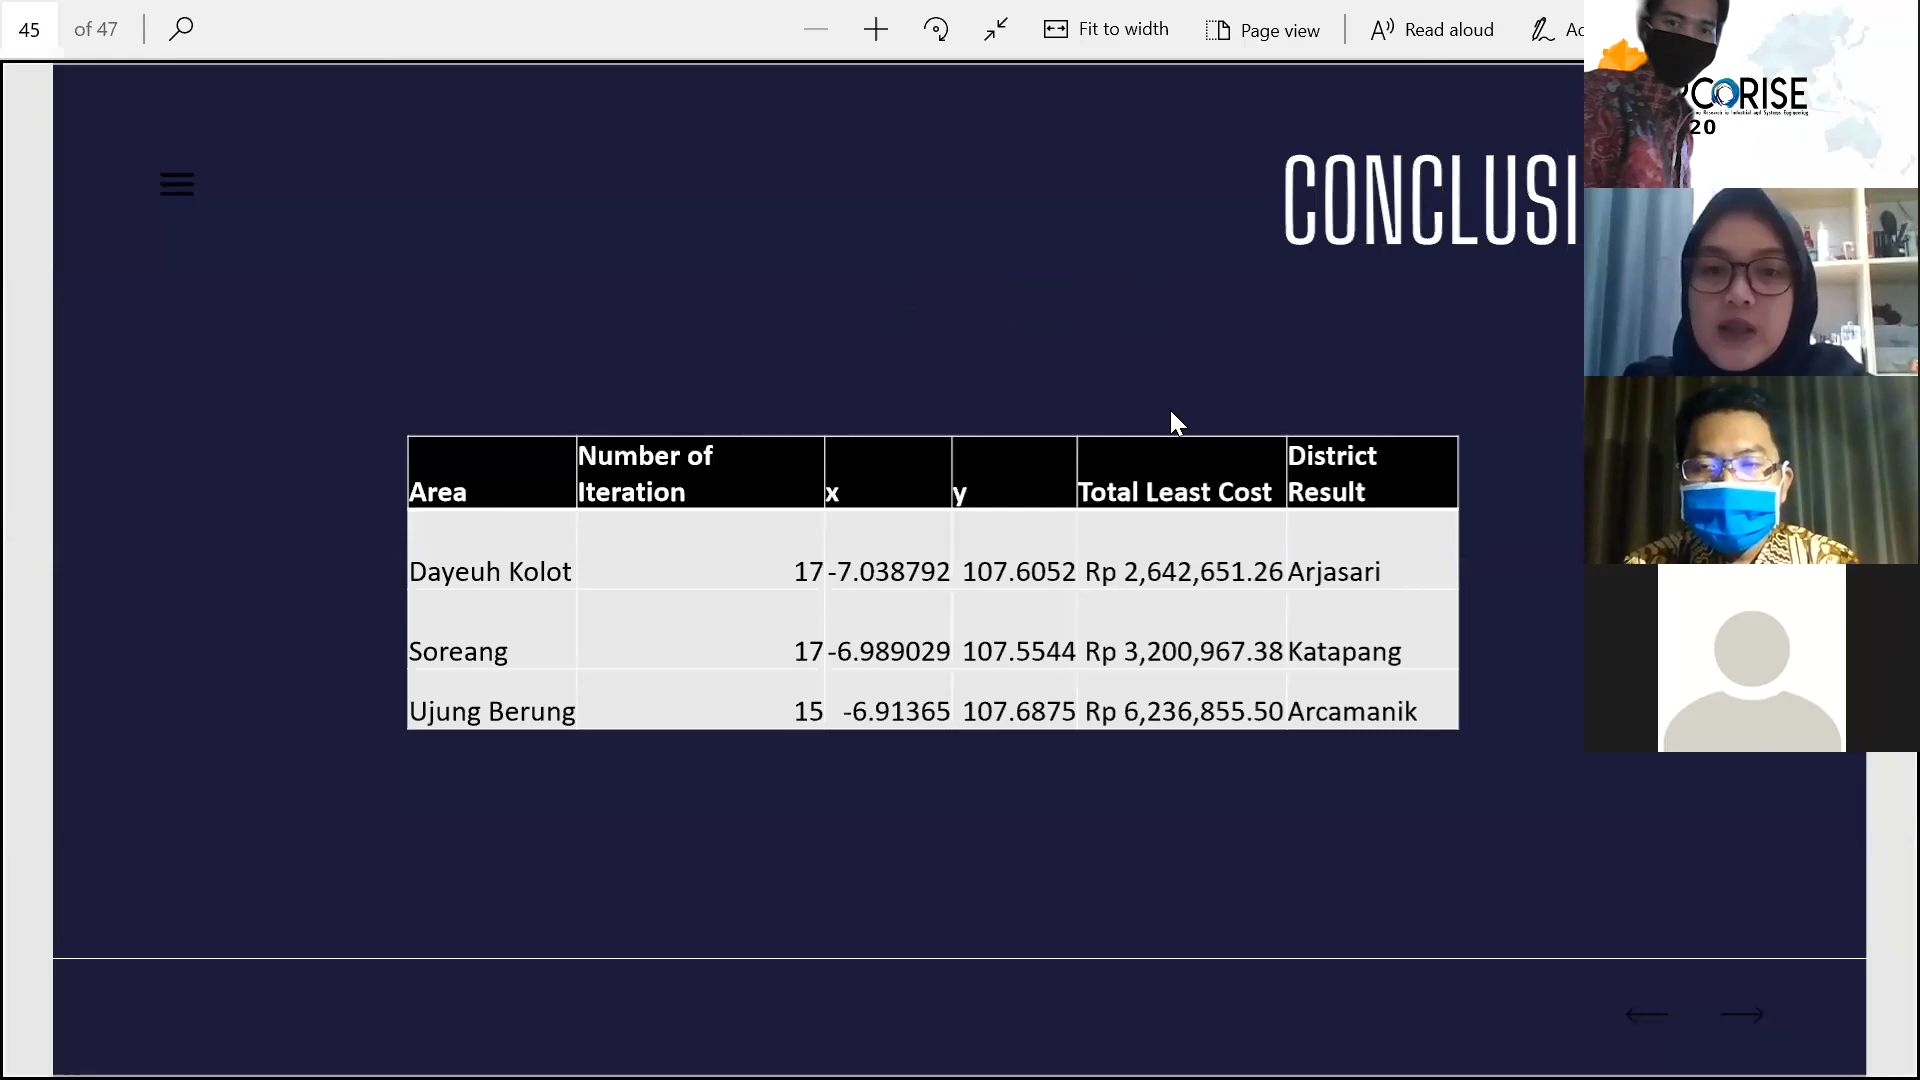 45 of 47 Fit to width Page view Read aloud
CORISE
20
CONCLUSI
Area Number of Iteration x y Total Least Cost District Result
Dayeuh Kolot 17 -7.038792 107.6052 Rp 2,642,651.26 Arjasari
Soreang 17 -6.989029 107.5544 Rp 3,200,967.38 Katapang
Ujung Berung 15 -6.91365 107.6875 Rp 6,236,855.50 Arcamanik